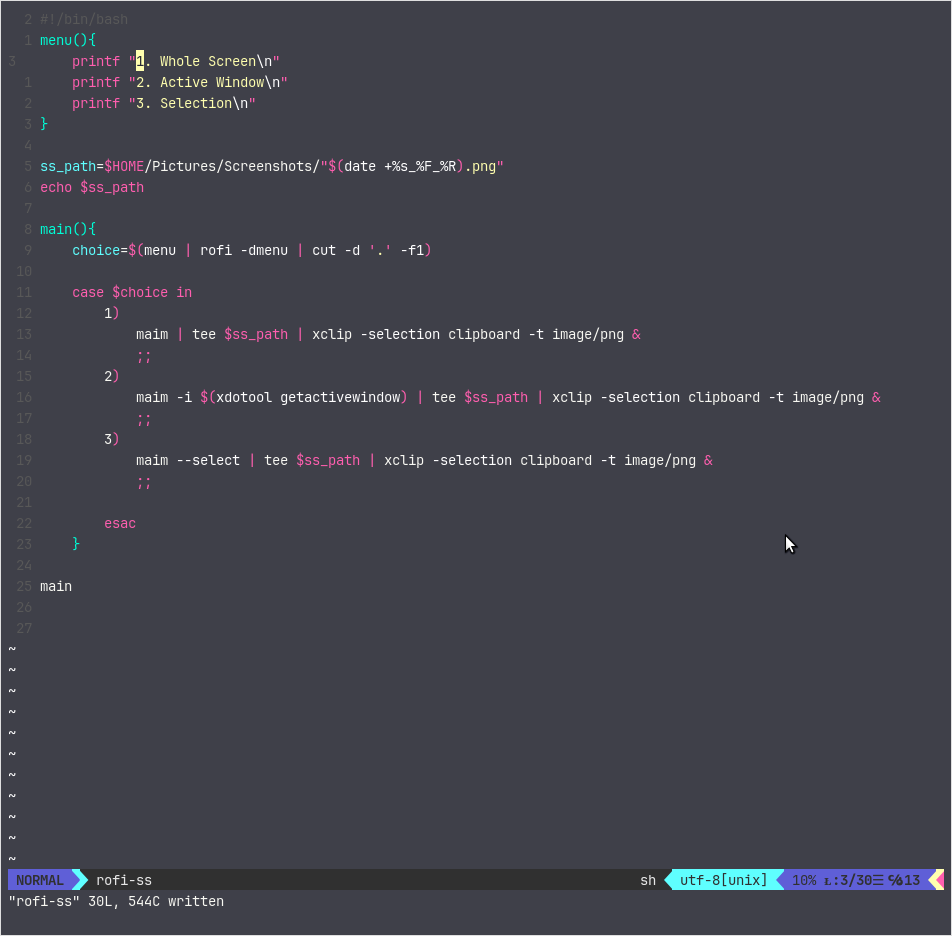 2 #!/bin/bash
1 menu(){
3 printf "1. Whole Screen\n"
1 printf "2. Active Window\n"
2 printf "3. Selection\n"
3 }
4
5 ss_path=$HOME/Pictures/Screenshots/"$(date +%s_%F_%R).png"
6 echo $ss_path
7
8 main(){
9 choice=$(menu | rofi -dmenu | cut -d '.' -f1)
10
11 case $choice in
12 1)
13 maim | tee $ss_path | xclip -selection clipboard -t image/png &
14 ;;
15 2)
16 maim -i $(xdotool getactivewindow) | tee $ss_path | xclip -selection clipboard -t image/png &
17 ;;
18 3)
19 maim --select | tee $ss_path | xclip -selection clipboard -t image/png &
20 ;;
21
22 esac
23 }
24
25 main
26
27
~
~
~
~
~
~
~
~
~
~
~
NORMAL rofi-ss sh utf-8[unix] 10% ʟ:3/30☰ ℅:13
"rofi-ss" 30L, 544C written